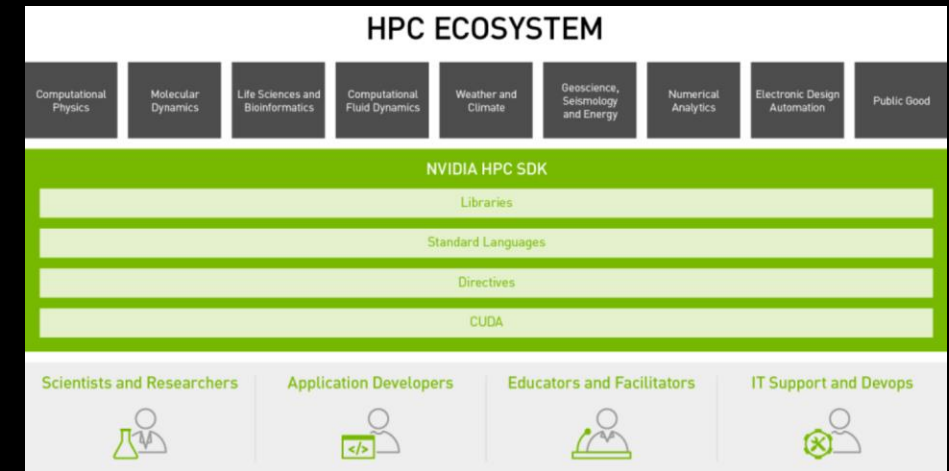 HPC ECOSYSTEM
Computational
Physics
Molecular
Dynamics
Life Sciences and
Bioinformatics
Computational
Fluid Dynamics
Weather and
Climate
Geoscience,
Seismology
and Energy
Numerical
Analytics
Electronic Design
Automation
Public Good
NVIDIA HPC SDK
Libraries
Standard Languages
Directives
CUDA
Scientists and Researchers
Application Developers
Educators and Facilitators
IT Support and Devops
</>